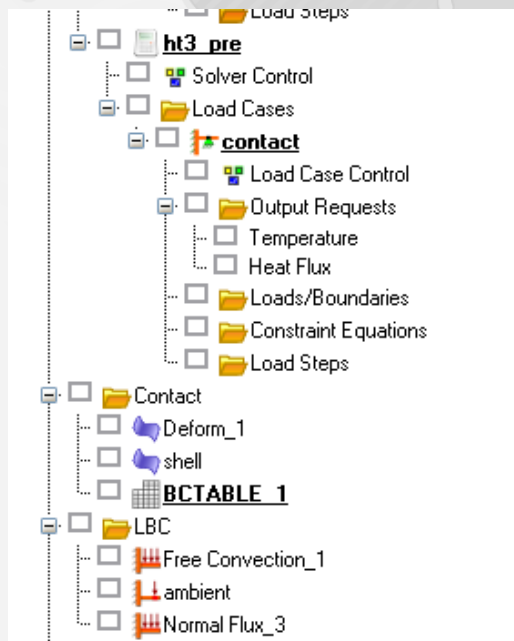 Load Steps
ht3_pre
Solver Control
Load Cases
contact
Load Case Control
Output Requests
Temperature
Heat Flux
Loads/Boundaries
Constraint Equations
Load Steps
Contact
Deform_1
shell
BCTABLE_1
LBC
Free Convection_1
ambient
Normal Flux_3